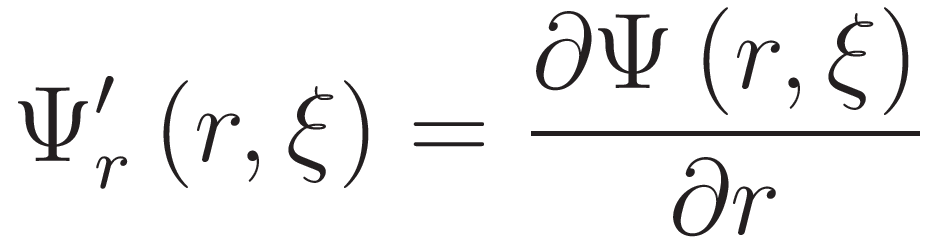 Ψ′_r (r, ξ) = ∂Ψ (r, ξ) / ∂r